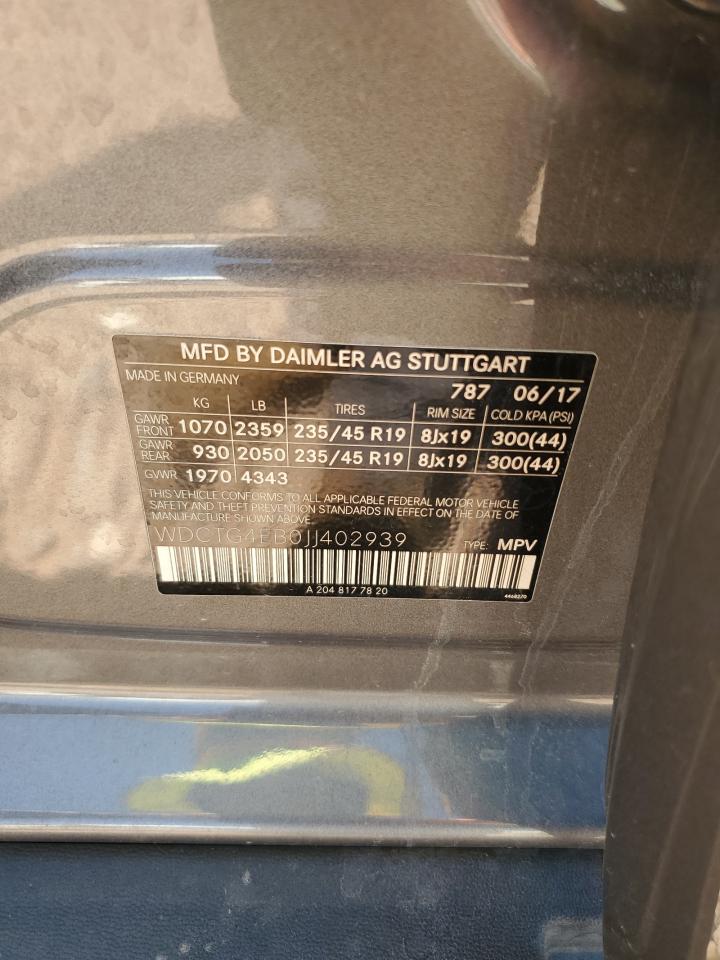 MFD BY DAIMLER AG STUTTGART
MADE IN GERMANY 787 06/17
KG LB TIRES RIM SIZE COLD KPA(PSI)
GAWR FRONT 1070 2359 235/45 R19 8Jx19 300(44)
GAWR REAR 930 2050 235/45 R19 8Jx19 300(44)
GVWR 1970 4343
THIS VEHICLE CONFORMS TO ALL APPLICABLE FEDERAL MOTOR VEHICLE
SAFETY AND THEFT PREVENTION STANDARDS IN EFFECT ON THE DATE OF
MANUFACTURE SHOWN ABOVE.
WDCTG4EB0JJ402939 TYPE: MPV
A 204 817 78 20 4468270